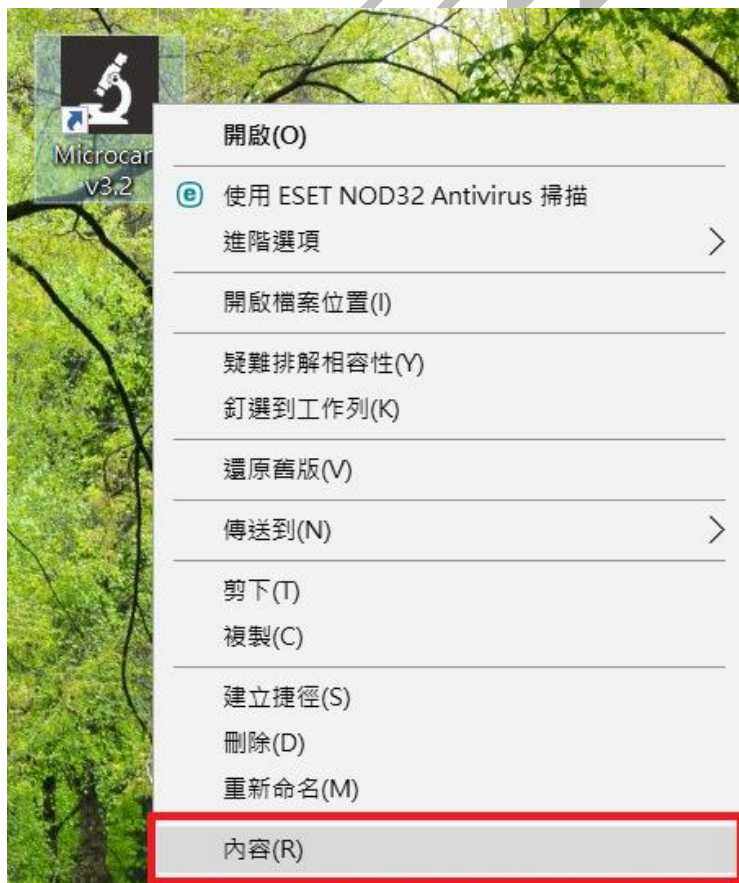 Microcam
v3.2
開啟(O)
使用 ESET NOD32 Antivirus 掃描
進階選項
開啟檔案位置(I)
疑難排解相容性(Y)
釘選到工作列(K)
還原舊版(V)
傳送到(N)
剪下(T)
複製(C)
建立捷徑(S)
刪除(D)
重新命名(M)
內容(R)